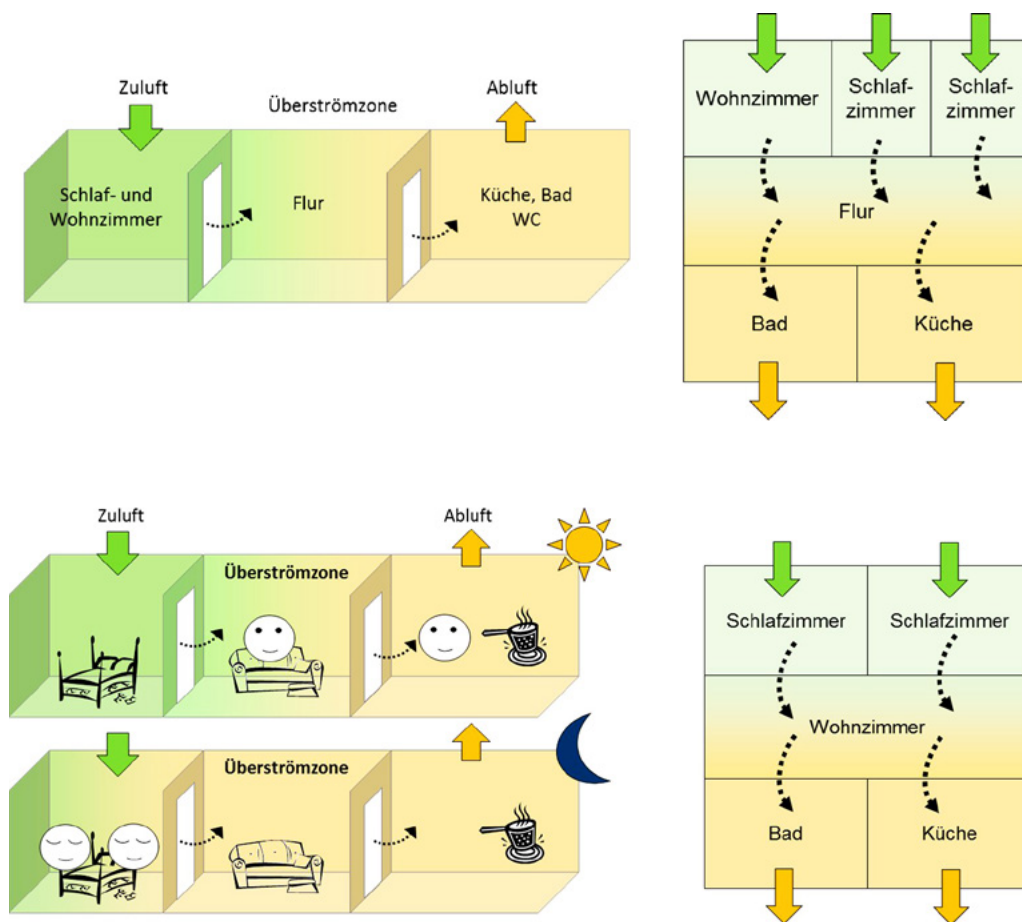 Zuluft
Überströmzone
Abluft
Schlaf- und
Wohnzimmer
Flur
Küche, Bad
WC
Wohnzimmer
Schlaf-
zimmer
Schlaf-
zimmer
Flur
Bad
Küche
Zuluft
Abluft
Überströmzone
Überströmzone
Schlafzimmer
Schlafzimmer
Wohnzimmer
Bad
Küche